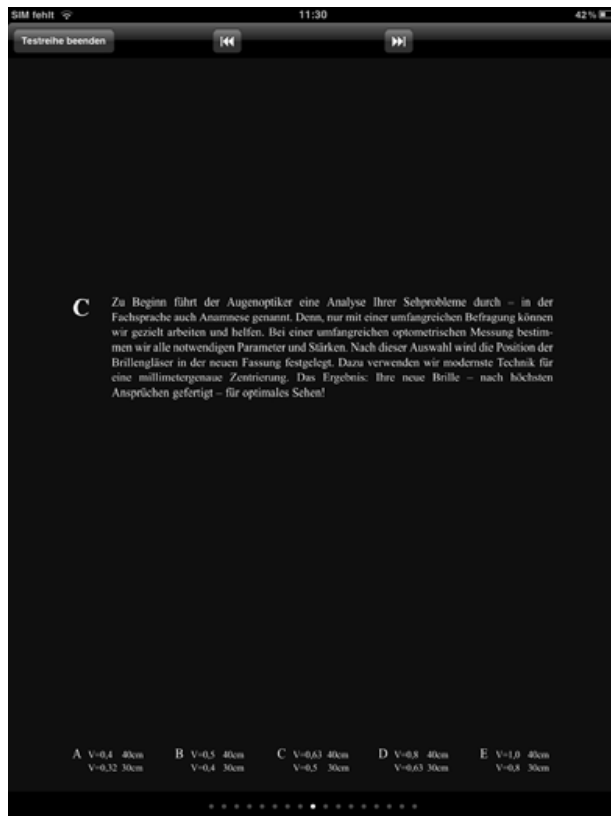 SIM fehlt 11:30 42%
Testreihe beenden
C Zu Beginn führt der Augenoptiker eine Analyse Ihrer Sehprobleme durch – in der
Fachsprache auch Anamnese genannt. Denn, nur mit einer umfangreichen Befragung können
wir gezielt arbeiten und helfen. Bei einer umfangreichen optometrischen Messung bestim-
men wir alle notwendigen Parameter und Stärken. Nach dieser Auswahl wird die Position der
Brillengläser in der neuen Fassung festgelegt. Dazu verwenden wir modernste Technik für
eine millimetergenaue Zentrierung. Das Ergebnis: Ihre neue Brille – nach höchsten
Ansprüchen gefertigt – für optimales Sehen!
A V=0,4 40cm B V=0,5 40cm C V=0,63 40cm D V=0,8 40cm E V=1,0 40cm
V=0,32 30cm V=0,4 30cm V=0,5 30cm V=0,63 30cm V=0,8 30cm